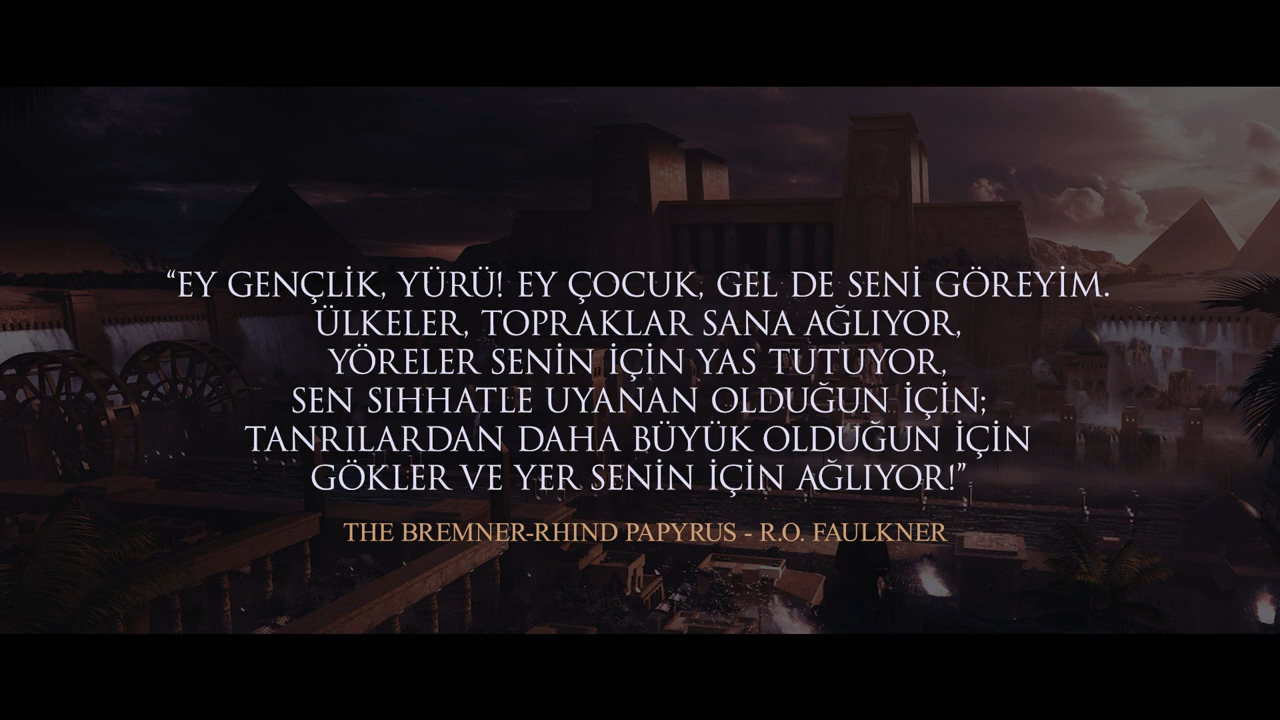 “EY GENÇLİK, YÜRÜ! EY ÇOCUK, GEL DE SENİ GÖREYİM.
ÜLKELER, TOPRAKLAR SANA AĞLIYOR,
YÖRELER SENİN İÇİN YAS TUTUYOR,
SEN SIHHATLE UYANAN OLDUĞUN İÇİN;
TANRILARDAN DAHA BÜYÜK OLDUĞUN İÇİN
GÖKLER VE YER SENİN İÇİN AĞLIYOR!”
THE BREMNER-RHIND PAPYRUS - R.O. FAULKNER